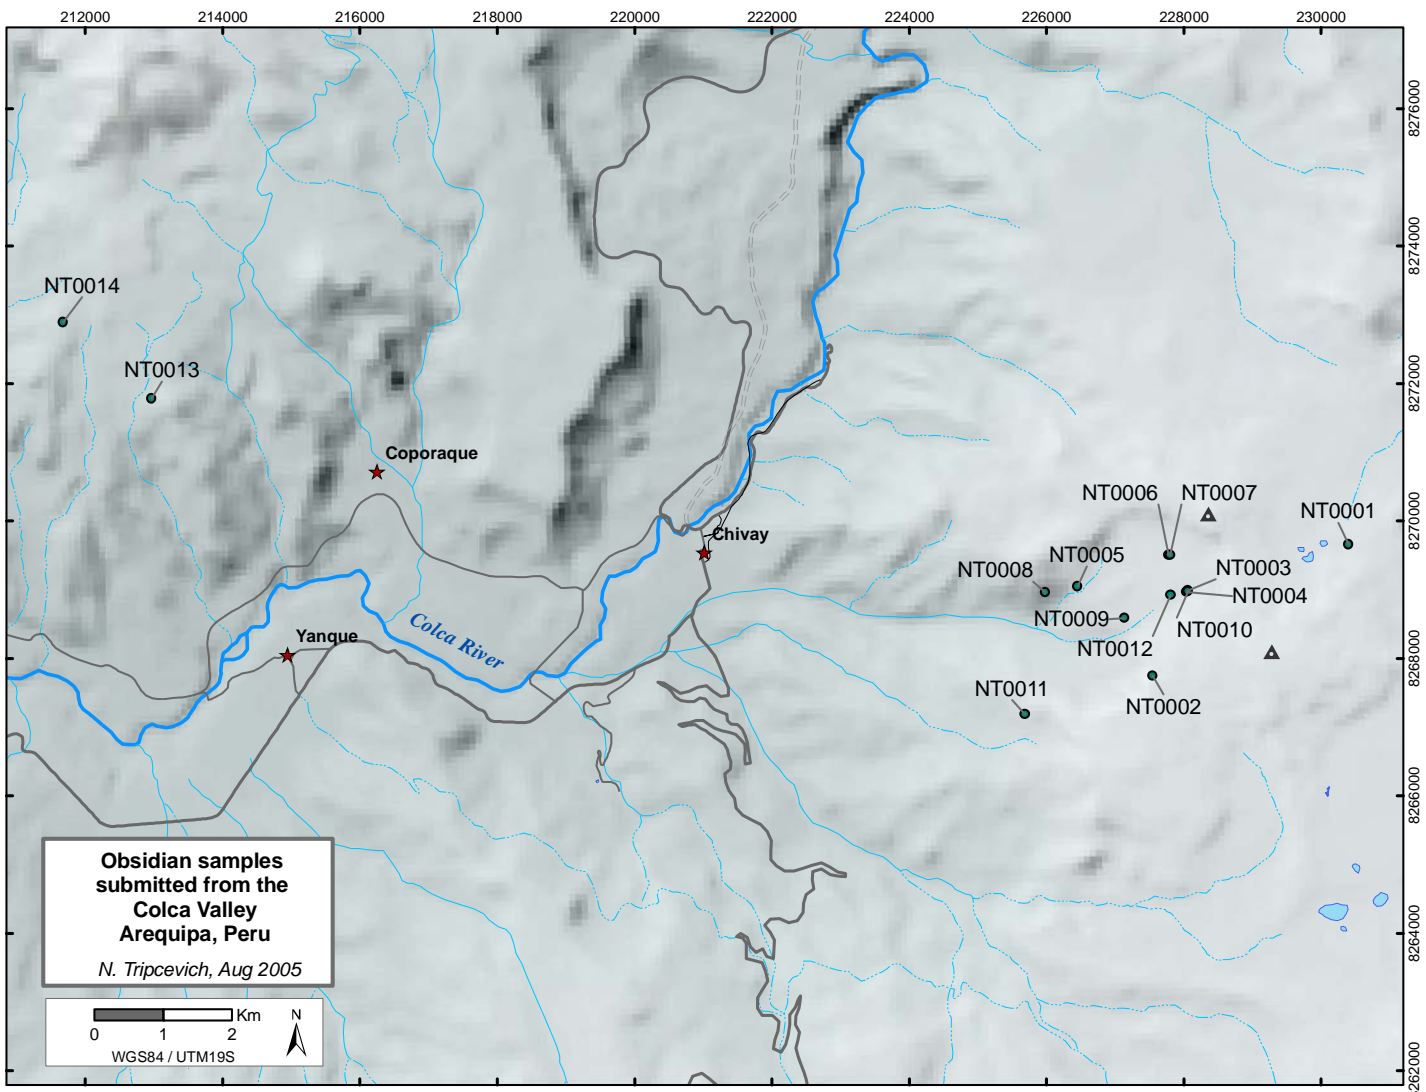 212000 214000 216000 218000 220000 222000 224000 226000 228000 230000
8276000
8274000
NT0014
NT0013
8272000
Coporaque
NT0006 NT0007
8270000
NT0001
Chivay
NT0005
NT0008
NT0003
NT0004
NT0009
NT0010
Colca River
Yanque
NT0012
8268000
NT0011
NT0002
8266000
Obsidian samples
submitted from the
Colca Valley
Arequipa, Peru
N. Tripcevich, Aug 2005
8264000
Km
0 1 2
N
WGS84 / UTM19S
8262000